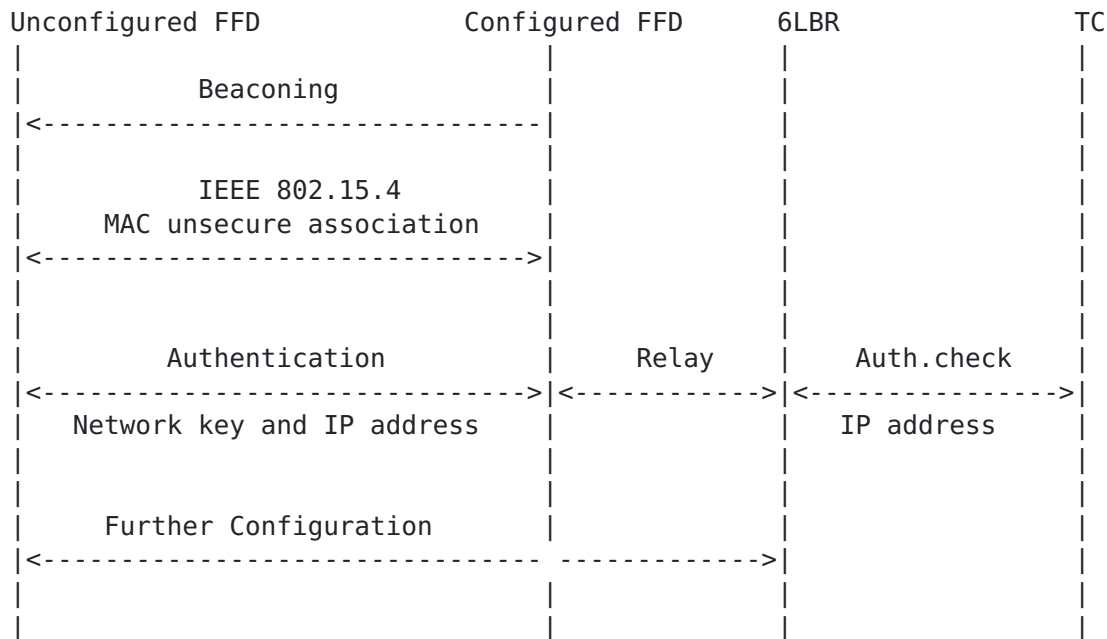 Unconfigured FFD Configured FFD 6LBR TC
Beaconing
IEEE 802.15.4
MAC unsecure association
Authentication Relay Auth.check
Network key and IP address IP address
Further Configuration